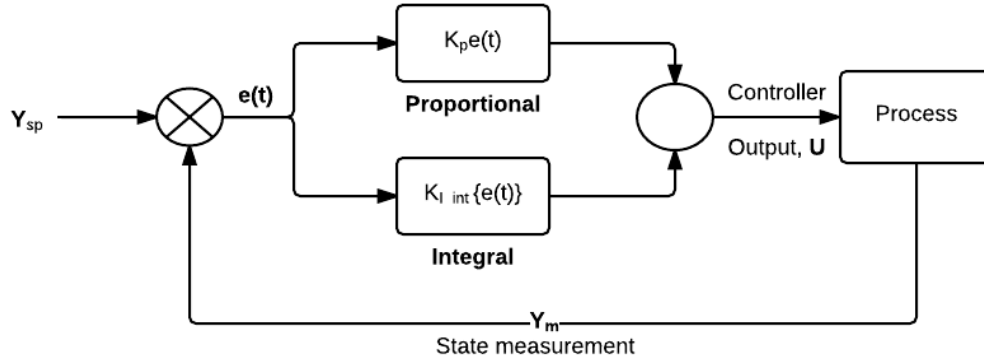 Y_sp
e(t)
K_p e(t)
Proportional
K_I int {e(t)}
Integral
Controller
Output, U
Process
Y_m
State measurement